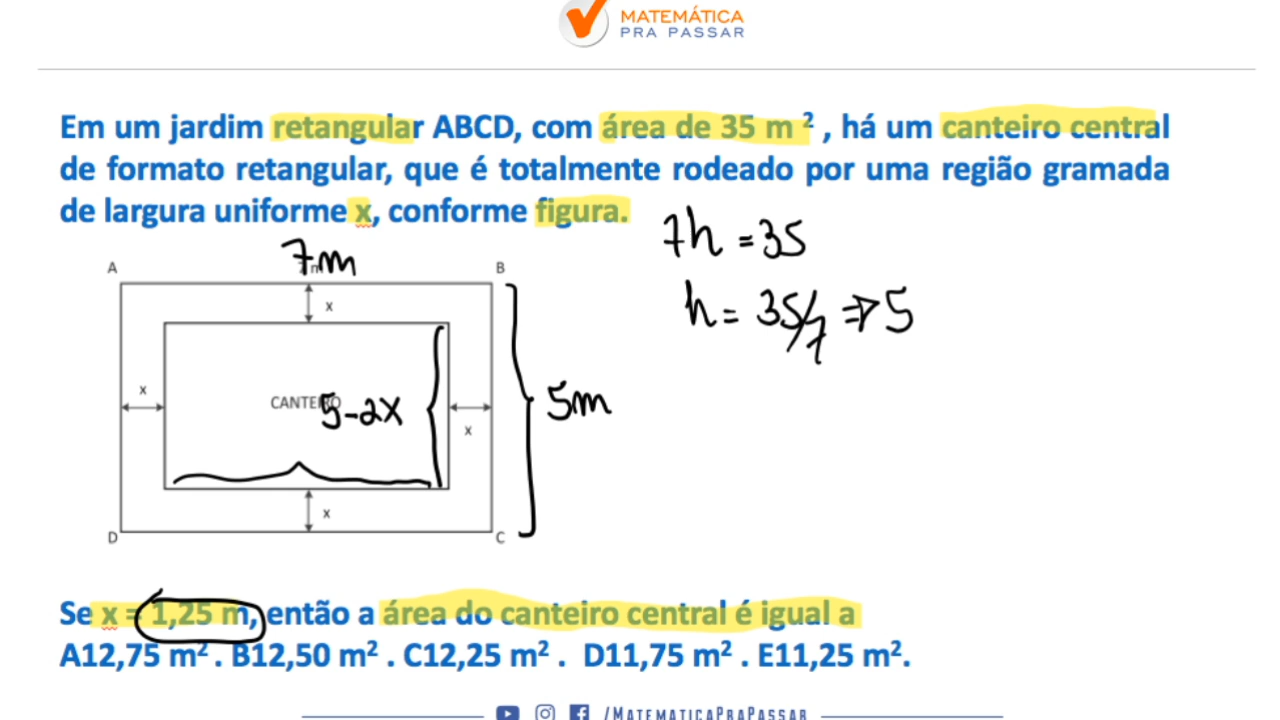 MATEMÁTICA
PRA PASSAR
Em um jardim retangular ABCD, com área de 35 m ² , há um canteiro central
de formato retangular, que é totalmente rodeado por uma região gramada
de largura uniforme x, conforme figura.
7h = 35
h = 35/7 => 5
7m
A
B
x
x
CANTEIRO
5-2x
x
5m
x
D
C
Se x = 1,25 m, então a área do canteiro central é igual a
A12,75 m² . B12,50 m² . C12,25 m² . D11,75 m² . E11,25 m².
/MATEMATICAPRAPASSAR